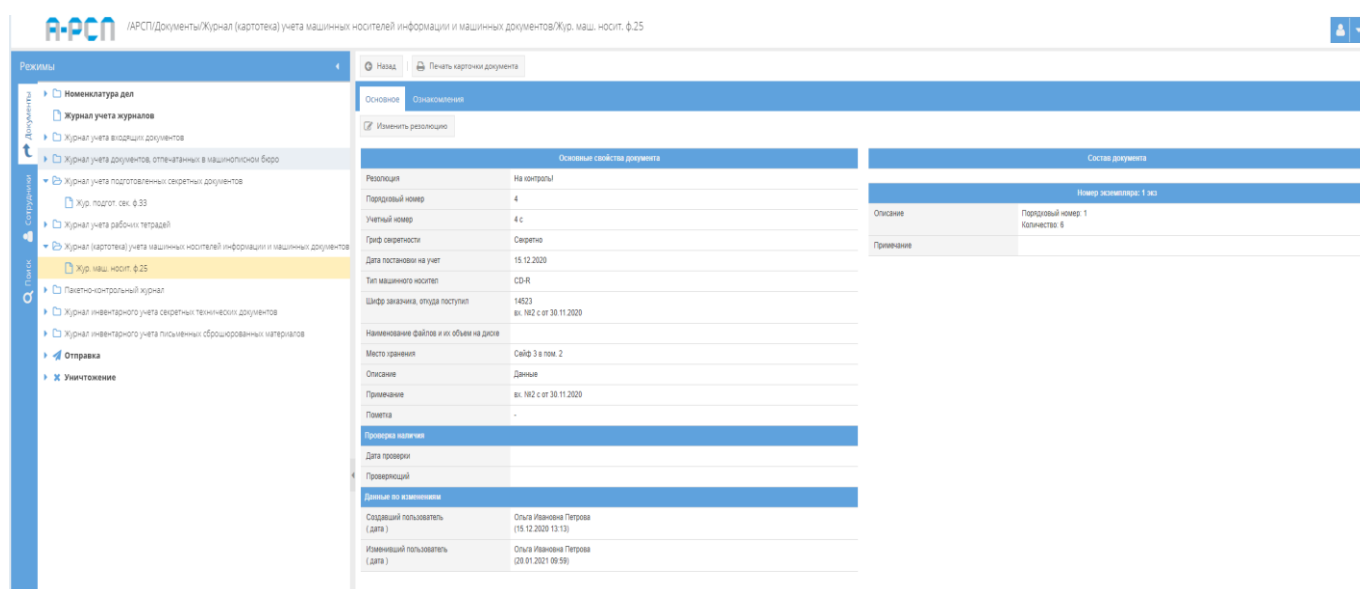 А-РСП
/АРСП/Документы/Журнал (картотека) учета машинных носителей информации и машинных документов/Жур. маш. носит. ф.25
Режимы
Документы
Сотрудники
Поиск
Номенклатура дел
Журнал учета журналов
Журнал учета входящих документов
Журнал учета документов, отпечатанных в машинописном бюро
Журнал учета подготовленных секретных документов
Жур. подгот. сек. ф.33
Журнал учета рабочих тетрадей
Журнал (картотека) учета машинных носителей информации и машинных документов
Жур. маш. носит. ф.25
Пакетно-контрольный журнал
Журнал инвентарного учета секретных технических документов
Журнал инвентарного учета письменных сброшюрованных материалов
Отправка
Уничтожение
Назад
Печать карточки документа
Основное
Ознакомления
Изменить резолюцию
Основные свойства документа
Резолюция На контроль!
Порядковый номер 4
Учетный номер 4 с
Гриф секретности Секретно
Дата постановки на учет 15.12.2020
Тип машинного носител CD-R
Шифр заказчика, откуда поступил 14523
вх. №2 с от 30.11.2020
Наименование файлов и их объем на диске
Место хранения Сейф 3 в пом. 2
Описание Данные
Примечание вх. №2 с от 30.11.2020
Пометка -
Проверка наличия
Дата проверки
Проверяющий
Данные по изменениям
Создавший пользователь Ольга Ивановна Петрова
( дата ) (15.12.2020 13:13)
Изменивший пользователь Ольга Ивановна Петрова
( дата ) (20.01.2021 09:59)
Состав документа
Номер экземпляра: 1 экз
Описание Порядковый номер: 1
Количество: 6
Примечание